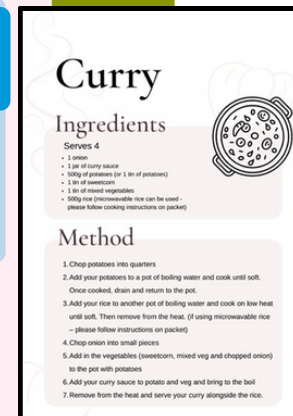 Curry
Ingredients
Serves 4
• 1 onion
• 1 jar of curry sauce
• 500g of potatoes (or 1 tin of potatoes)
• 1 tin of sweetcorn
• 1 tin of mixed vegetables
• 500g rice (microwavable rice can be used -
please follow cooking instructions on packet)
Method
1. Chop potatoes into quarters
2. Add your potatoes to a pot of boiling water and cook until soft.
Once cooked, drain and return to the pot.
3. Add your rice to another pot of boiling water and cook on low heat
until soft. Then remove from the heat. (if using microwavable rice
– please follow instructions on packet)
4. Chop onion into small pieces
5. Add in the vegetables (sweetcorn, mixed veg and chopped onion)
to the pot with potatoes
6. Add your curry sauce to potato and veg and bring to the boil
7. Remove from the heat and serve your curry alongside the rice.